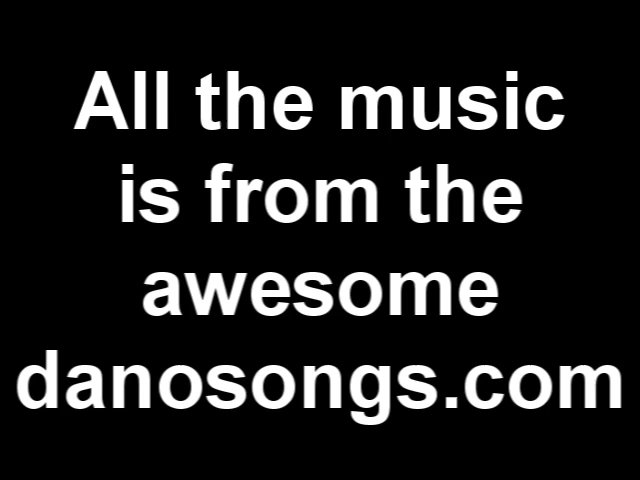 All the music
is from the
awesome
danosongs.com